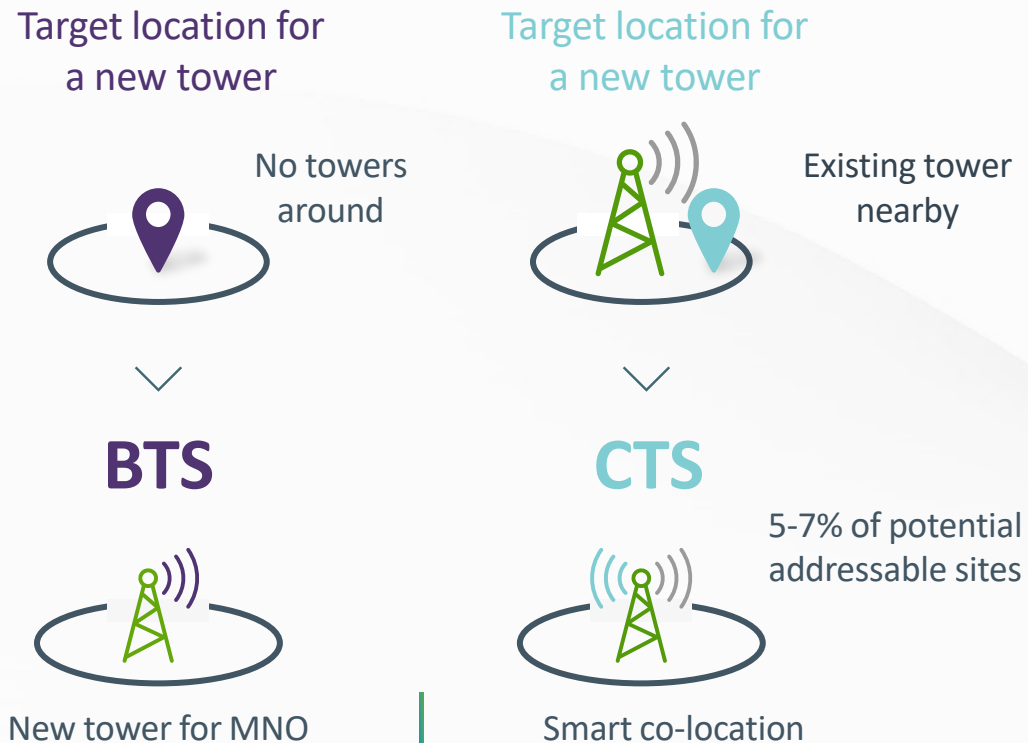 Target location for
a new tower
No towers
around
BTS
New tower for MNO
Target location for
a new tower
Existing tower
nearby
CTS
5-7% of potential
addressable sites
Smart co-location